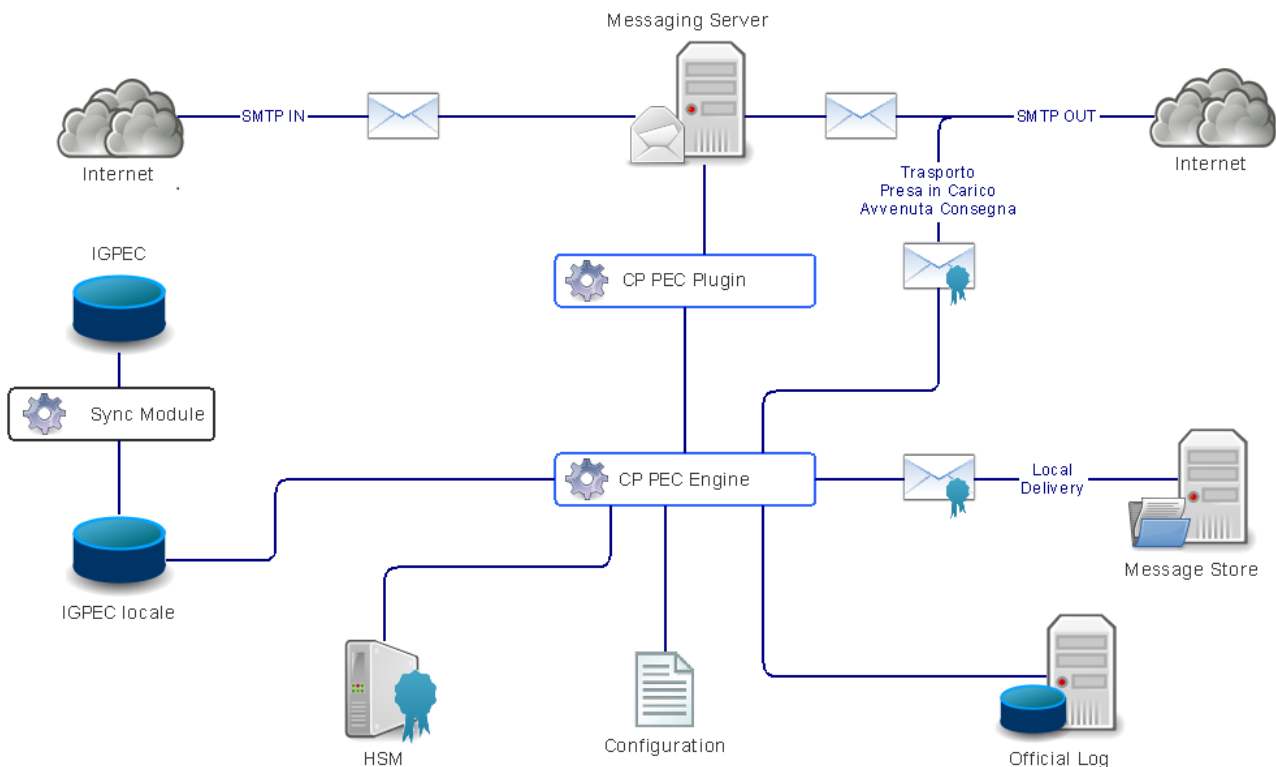 Messaging Server
SMTP IN
SMTP OUT
Internet
Internet
Trasporto
Presa in Carico
Avvenuta Consegna
IGPEC
CP PEC Plugin
Sync Module
CP PEC Engine
Local
Delivery
Message Store
IGPEC locale
HSM
Configuration
Official Log